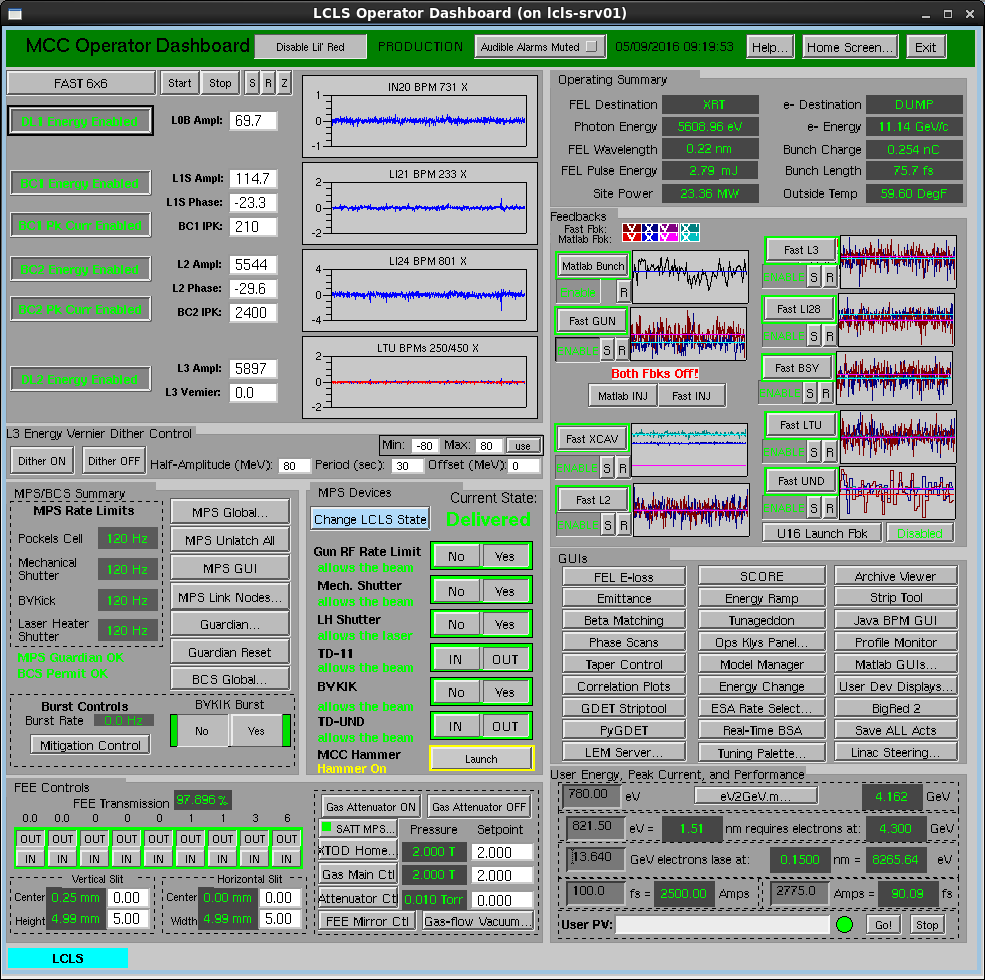 LCLS Operator Dashboard (on lcls-srv01)
MCC Operator Dashboard Disable Lil' Red PRODUCTION Audible Alarms Muted 05/09/2016 09:19:53 Help... Home Screen... Exit
FAST 6x6 Start Stop S R Z
DL1 Energy Enabled L0B Ampl: 69.7
BC1 Energy Enabled L1S Ampl: 114.7
L1S Phase: -23.3
BC1 Pk Curr Enabled BC1 IPK: 210
BC2 Energy Enabled L2 Ampl: 5544
L2 Phase: -29.6
BC2 Pk Curr Enabled BC2 IPK: 2400
DL2 Energy Enabled L3 Ampl: 5897
L3 Vernier: 0.0
IN20 BPM 731 X
1
0
-1
LI21 BPM 233 X
2
0
-2
LI24 BPM 801 X
4
0
-4
LTU BPMs 250/450 X
2
0
-2
Operating Summary
FEL Destination XRT e- Destination DUMP
Photon Energy 5608.96 eV e- Energy 11.14 GeV/c
FEL Wavelength 0.22 nm Bunch Charge 0.254 nC
FEL Pulse Energy 2.79 mJ Bunch Length 75.7 fs
Site Power 23.36 MW Outside Temp 59.60 DegF
Feedbacks
Fast Fbk:
Matlab Fbk:
Matlab Bunch
Enable R
Fast GUN
ENABLE S R
Both Fbks Off!
Matlab INJ Fast INJ
Fast XCAV
ENABLE S R
Fast L2
ENABLE S R
Fast L3
ENABLE S R
Fast LI28
ENABLE S R
Fast BSY
ENABLE S R
Fast LTU
ENABLE S R
Fast UND
ENABLE S R
U16 Launch Fbk Disabled
L3 Energy Vernier Dither Control
Min: -80 Max: 80 use
Dither ON Dither OFF Half-Amplitude (MeV): 80 Period (sec): 30 Offset (MeV): 0
MPS/BCS Summary
MPS Rate Limits
Pockels Cell 120 Hz
Mechanical Shutter 120 Hz
BYKick 120 Hz
Laser Heater Shutter 120 Hz
MPS Guardian OK
BCS Permit OK
MPS Global...
MPS Unlatch All
MPS GUI
MPS Link Nodes...
Guardian...
Guardian Reset
BCS Global...
Burst Controls
Burst Rate 0.0 Hz
Mitigation Control
BYKIK Burst
No Yes
MPS Devices
Current State:
Change LCLS State Delivered
Gun RF Rate Limit No Yes
allows the beam
Mech. Shutter No Yes
allows the beam
LH Shutter No Yes
allows the beam
TD-11 IN OUT
allows the beam
BYKIK No Yes
allows the beam
TD-UND IN OUT
allows the beam
MCC Hammer Launch
Hammer On
GUIs
FEL E-loss SCORE Archive Viewer
Emittance Energy Ramp Strip Tool
Beta Matching Tunageddon Java BPM GUI
Phase Scans Ops Klys Panel... Profile Monitor
Taper Control Model Manager Matlab GUIs...
Correlation Plots Energy Change User Dev Displays...
GDET Striptool ESA Rate Select... BigRed 2
PyGDET Real-Time BSA Save ALL Acts
LEM Server... Tuning Palette... Linac Steering...
FEE Controls
FEE Transmission 97.896 %
0.0 0.0 0 0 0 1 1 3 6
OUT OUT OUT OUT OUT OUT OUT OUT OUT
IN IN IN IN IN IN IN IN IN
Vertical Slit
Center 0.25 mm 0.00
Height 4.99 mm 5.00
Horizontal Slit
Center 0.00 mm 0.00
Width 4.99 mm 5.00
Gas Attenuator ON Gas Attenuator OFF
SATT MPS... Pressure Setpoint
XTOD Home.. 2.000 T 2.000
Gas Main Ctl 2.000 T 2.000
Attenuator Ctl 0.010 Torr 0.000
FEE Mirror Ctl Gas-flow Vacuum...
User Energy, Peak Current, and Performance
780.00 eV eV2GeV.m... 4.162 GeV
821.50 eV = 1.51 nm requires electrons at: 4.300 GeV
13.640 GeV electrons lase at: 0.1500 nm = 8265.64 eV
100.0 fs = 2500.00 Amps 2775.0 Amps = 90.09 fs
User PV: Go! Stop
LCLS